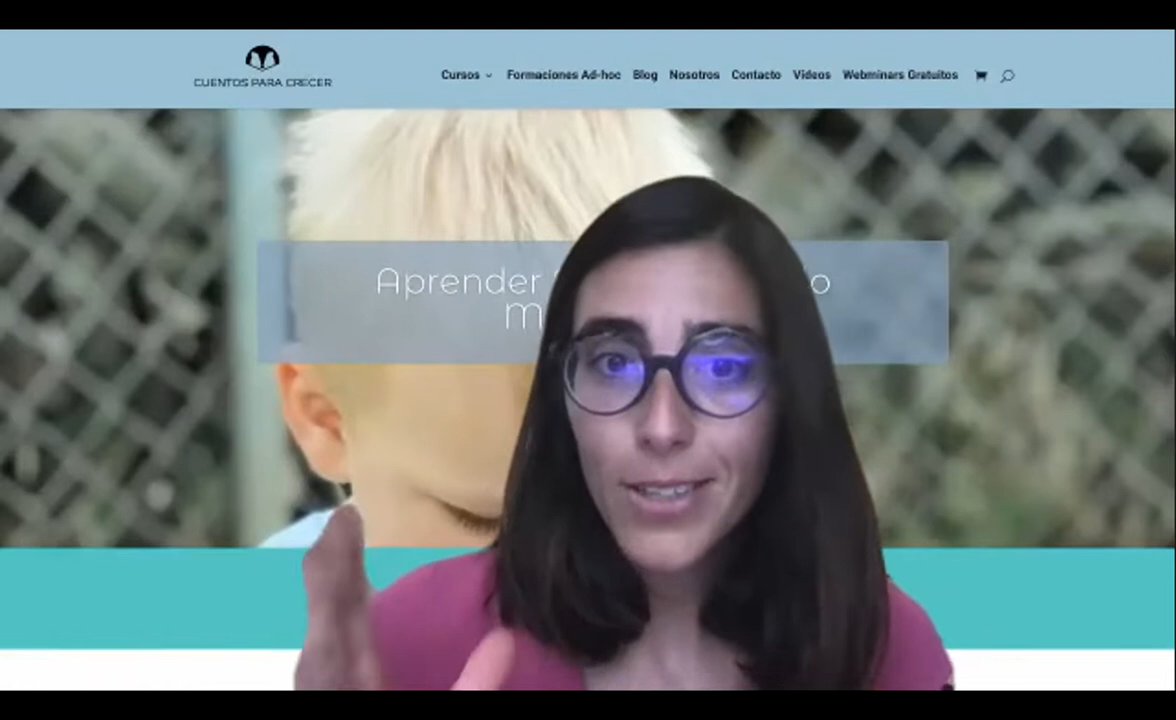 CUENTOS PARA CRECER
Cursos Formaciones Ad-hoc Blog Nosotros Contacto Videos Webminars Gratuitos
Aprender